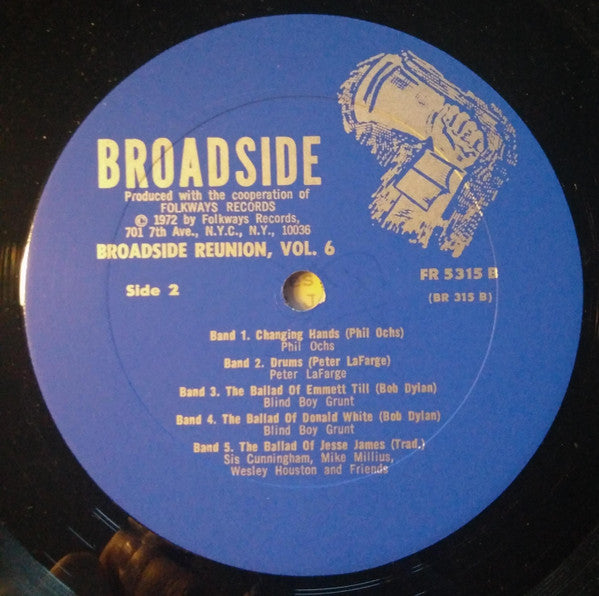 BROADSIDE
Produced with the cooperation of
FOLKWAYS RECORDS
© 1972 by Folkways Records,
701 7th Ave., N.Y.C., N.Y., 10036
BROADSIDE REUNION, VOL. 6
FR 5315 B
Side 2
(BR 315 B)
Band 1. Changing Hands (Phil Ochs)
Phil Ochs
Band 2. Drums (Peter LaFarge)
Peter LaFarge
Band 3. The Ballad Of Emmett Till (Bob Dylan)
Blind Boy Grunt
Band 4. The Ballad Of Donald White (Bob Dylan)
Blind Boy Grunt
Band 5. The Ballad Of Jesse James (Trad.)
Sis Cunningham, Mike Millius,
Wesley Houston and Friends